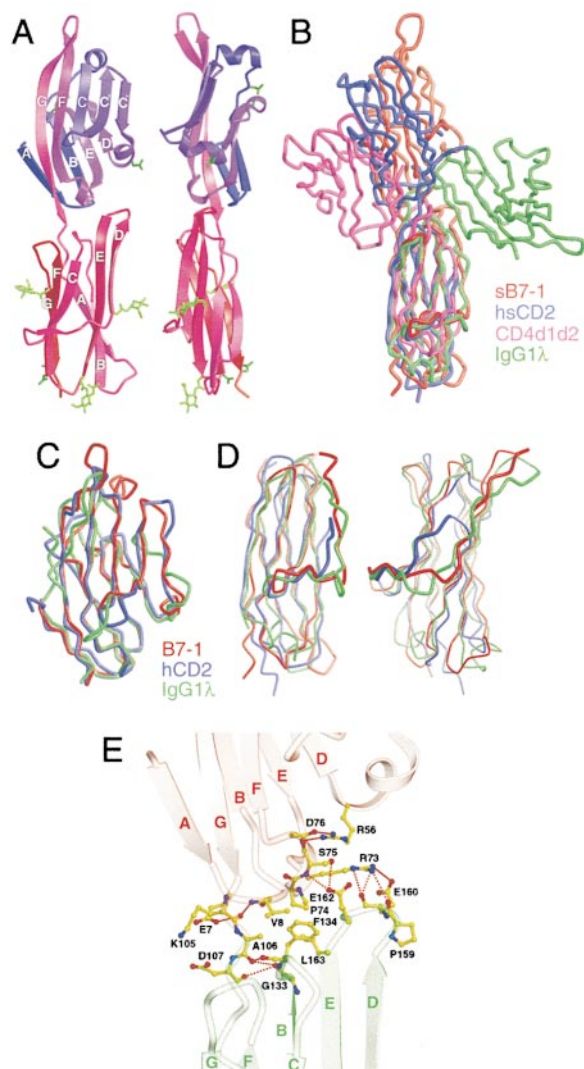 A
B
G F C C C
A B E D
F C A E D
G B
sB7-1
hsCD2
CD4d1d2
IgG1λ
C
D
B7-1
hCD2
IgG1λ
E
D
E
F
B
A
G
D76
R56
S75
R73
E162
E160
P74
V8
F134
E7
K105
A106
P159
D107
L163
G133
E
D
B
G
F
C